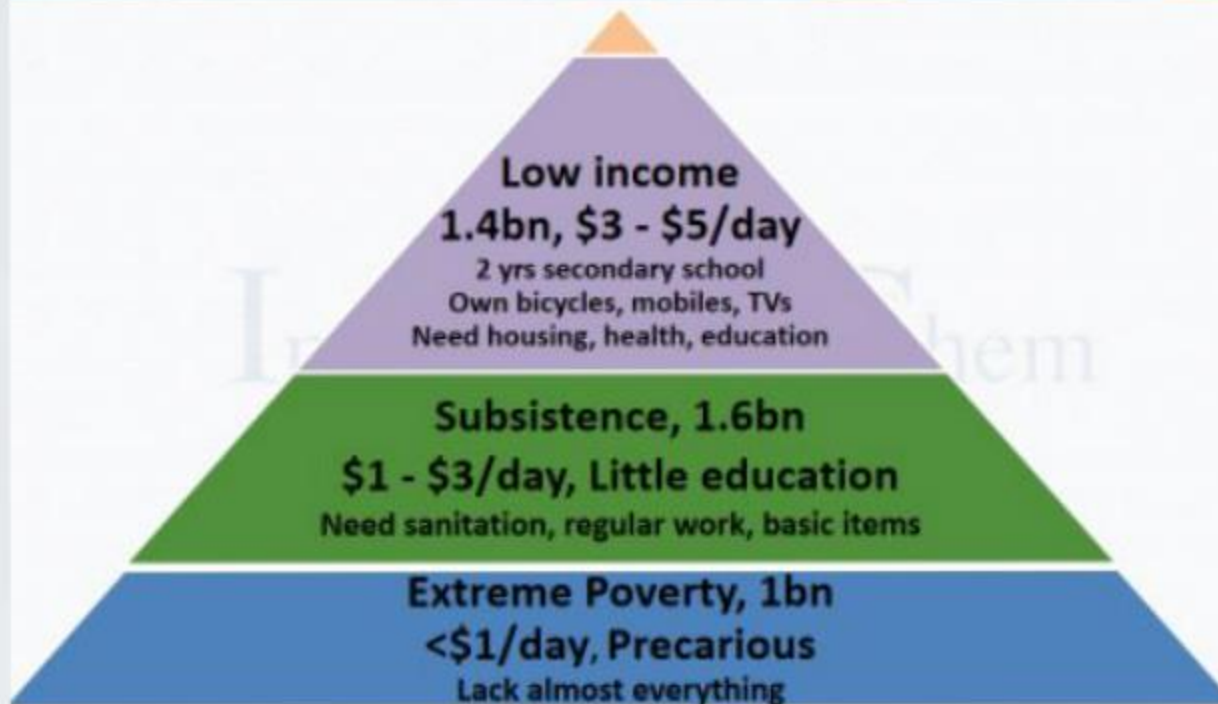 Low income
1.4bn, $3 - $5/day
2 yrs secondary school
Own bicycles, mobiles, TVs
Need housing, health, education
Subsistence, 1.6bn
$1 - $3/day, Little education
Need sanitation, regular work, basic items
Extreme Poverty, 1bn
<$1/day, Precarious
Lack almost everything